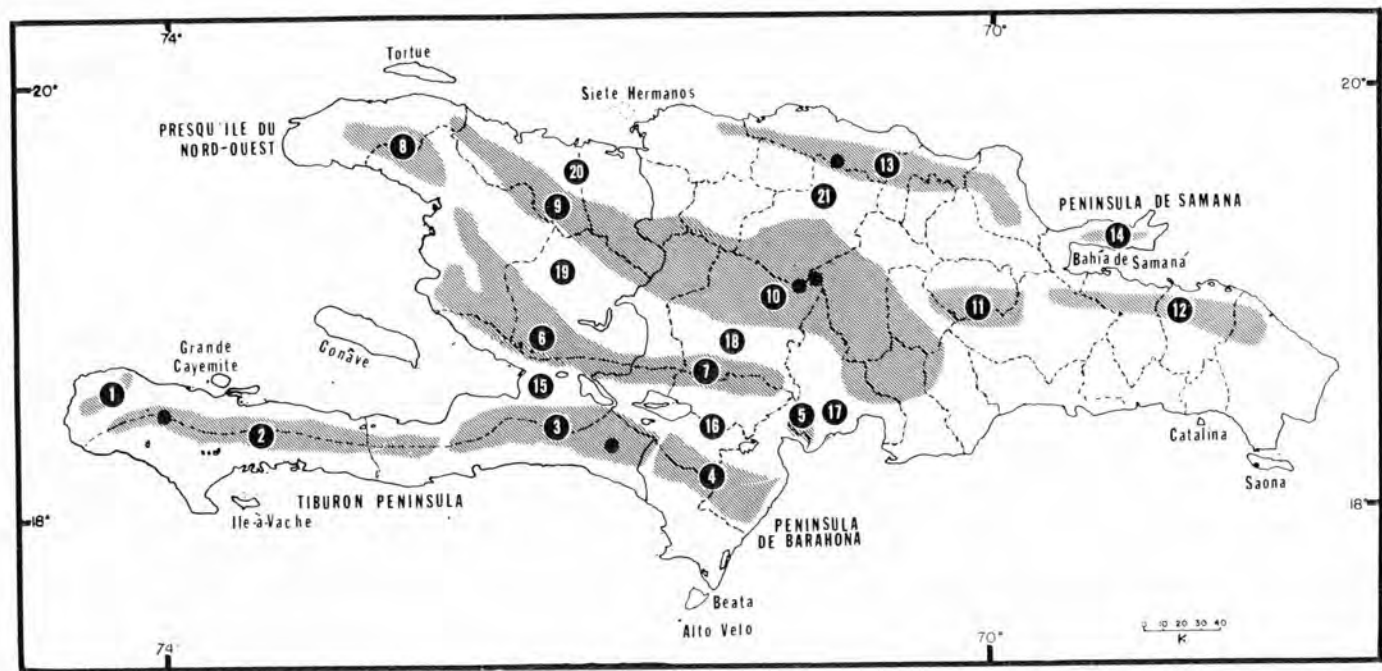 74°
70°
20°
20°
Tortue
Siete Hermanos
PRESQU'ILE DU
NORD-OUEST
8
13
20
9
21
PENINSULA DE SAMANA
14
Bahía de Samaná
19
10
11
12
Conâve
6
18
Grande
Cayemite
7
1
15
5
17
2
3
16
Catalina
4
Saona
18°
18°
TIBURON PENINSULA
Ile-à-Vache
PENINSULA
DE BARAHONA
Beata
Alto Velo
0 10 20 30 40
K
74°
70°